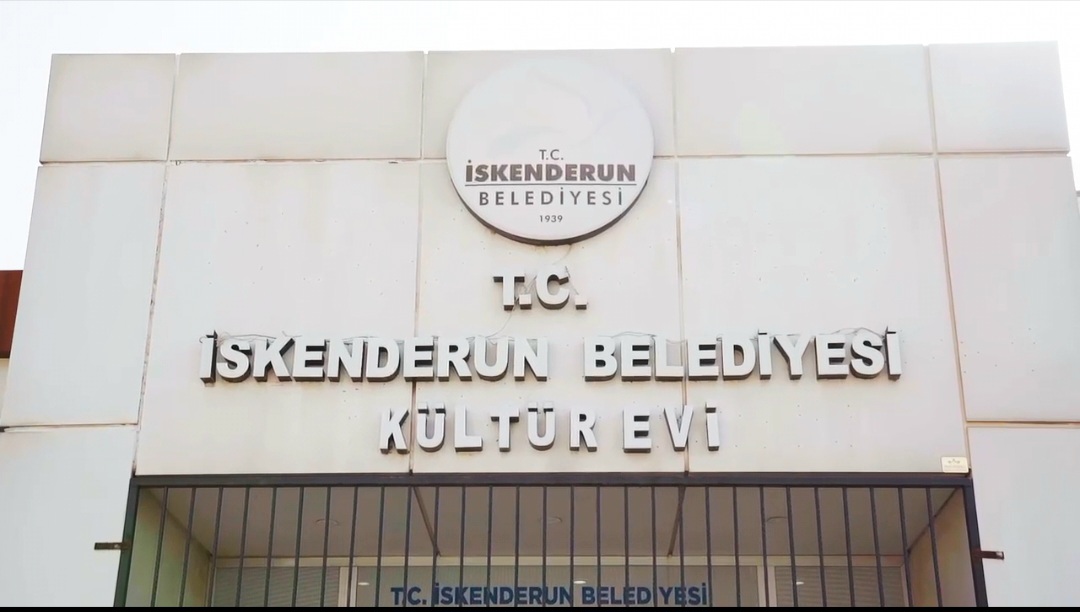 T.C.
İSKENDERUN
BELEDİYESİ
1939
T.C.
İSKENDERUN BELEDİYESİ
KÜLTÜR EVİ
T.C. İSKENDERUN BELEDİYESİ